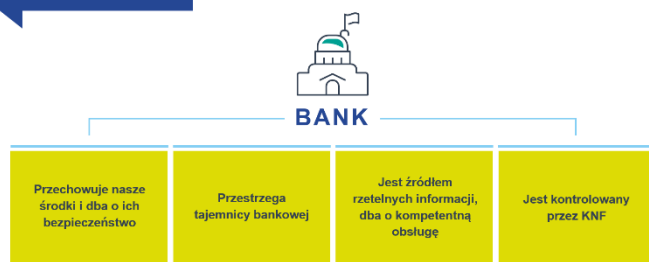 BANK
Przechowuje nasze
środki i dba o ich
bezpieczeństwo
Przestrzega
tajemnicy bankowej
Jest źródłem
rzetelnych informacji,
dba o kompetentną
obsługę
Jest kontrolowany
przez KNF